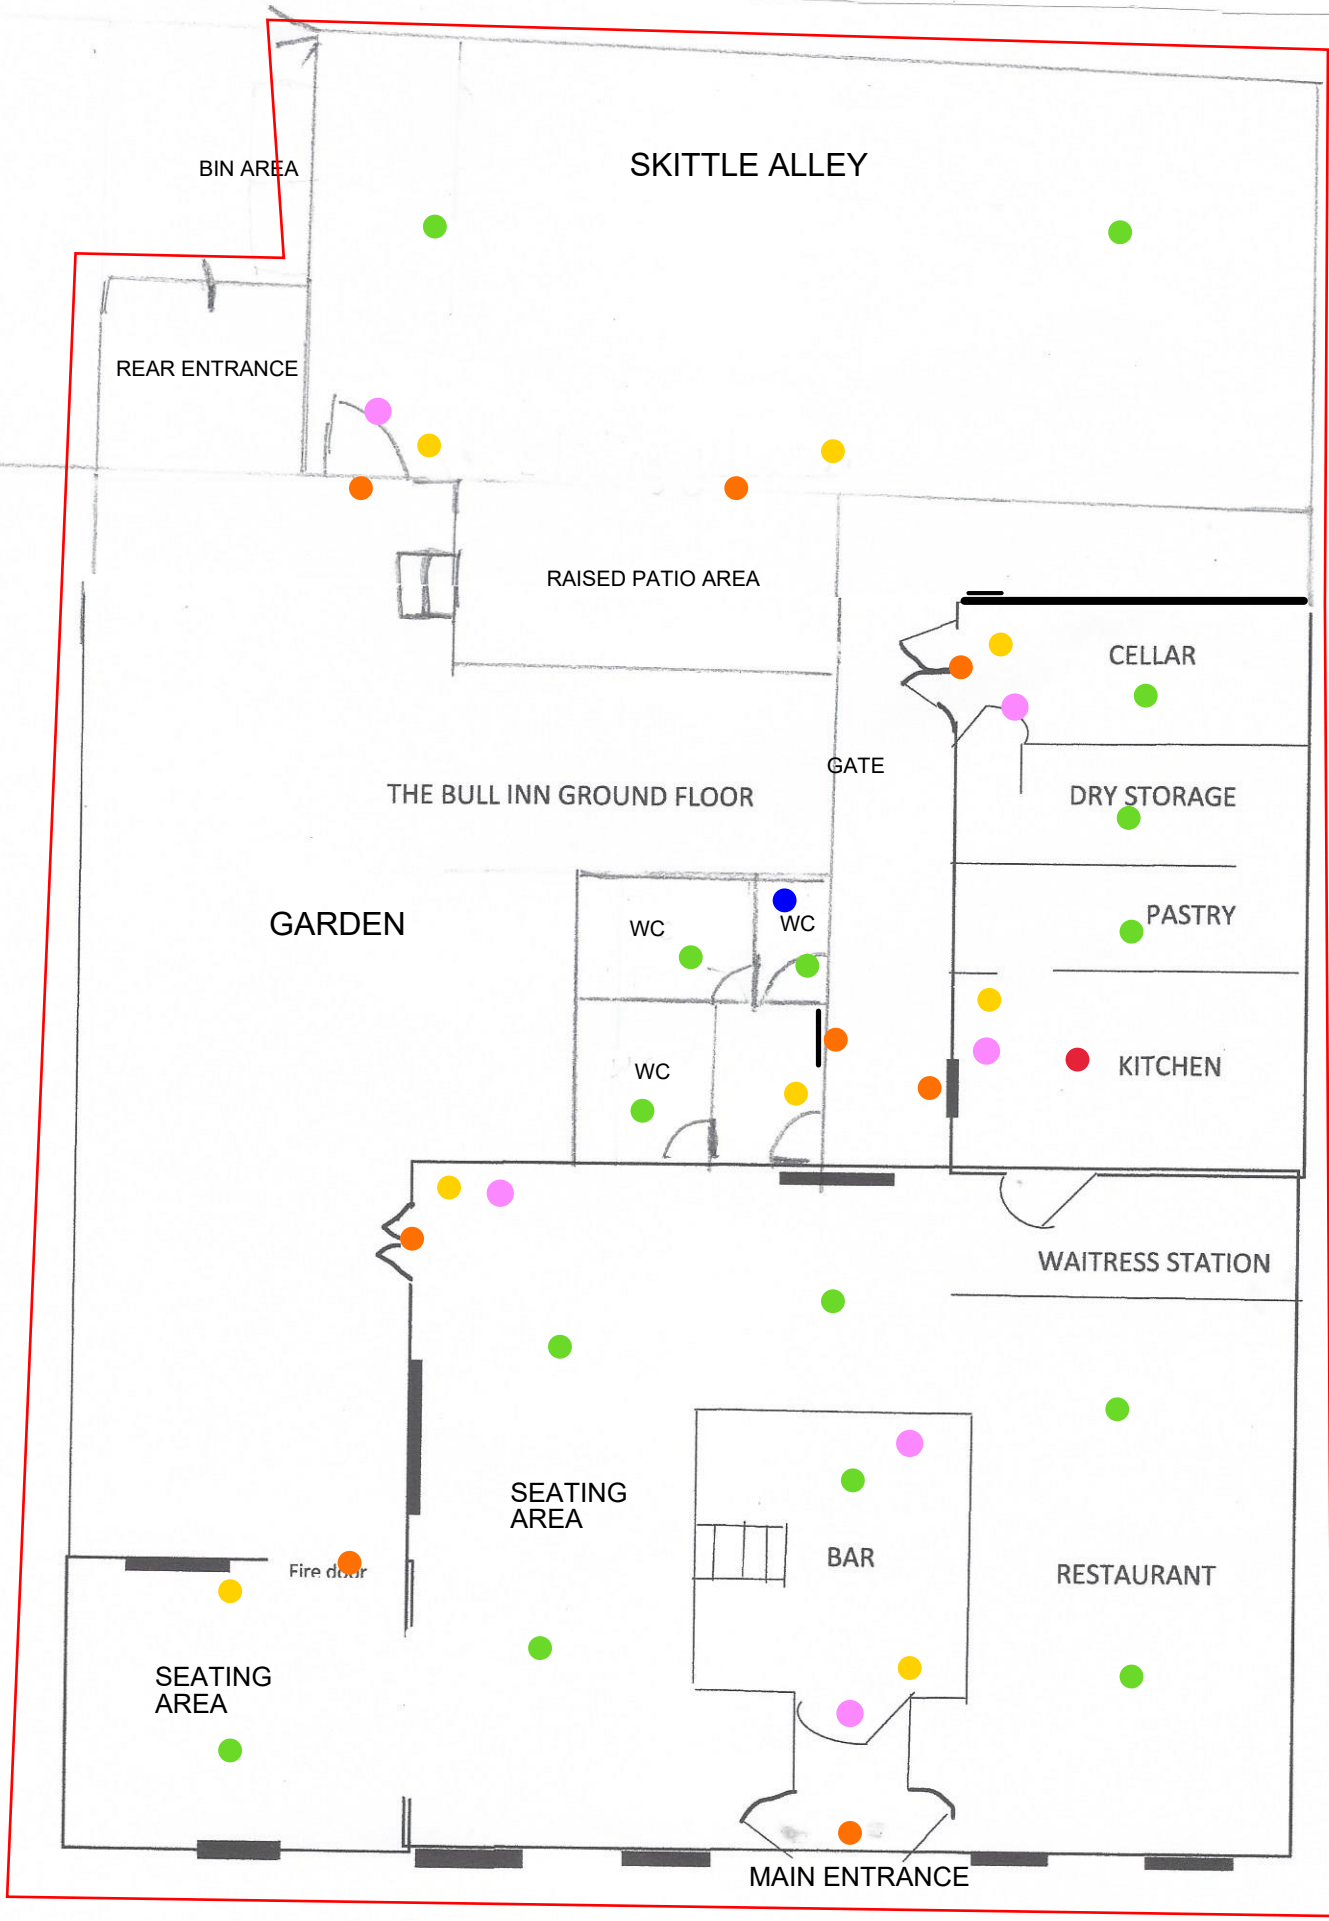 BIN AREA
SKITTLE ALLEY
REAR ENTRANCE
RAISED PATIO AREA
CELLAR
GATE
THE BULL INN GROUND FLOOR
DRY STORAGE
GARDEN
WC
WC
PASTRY
WC
KITCHEN
WAITRESS STATION
SEATING
AREA
BAR
RESTAURANT
Fire door
SEATING
AREA
MAIN ENTRANCE